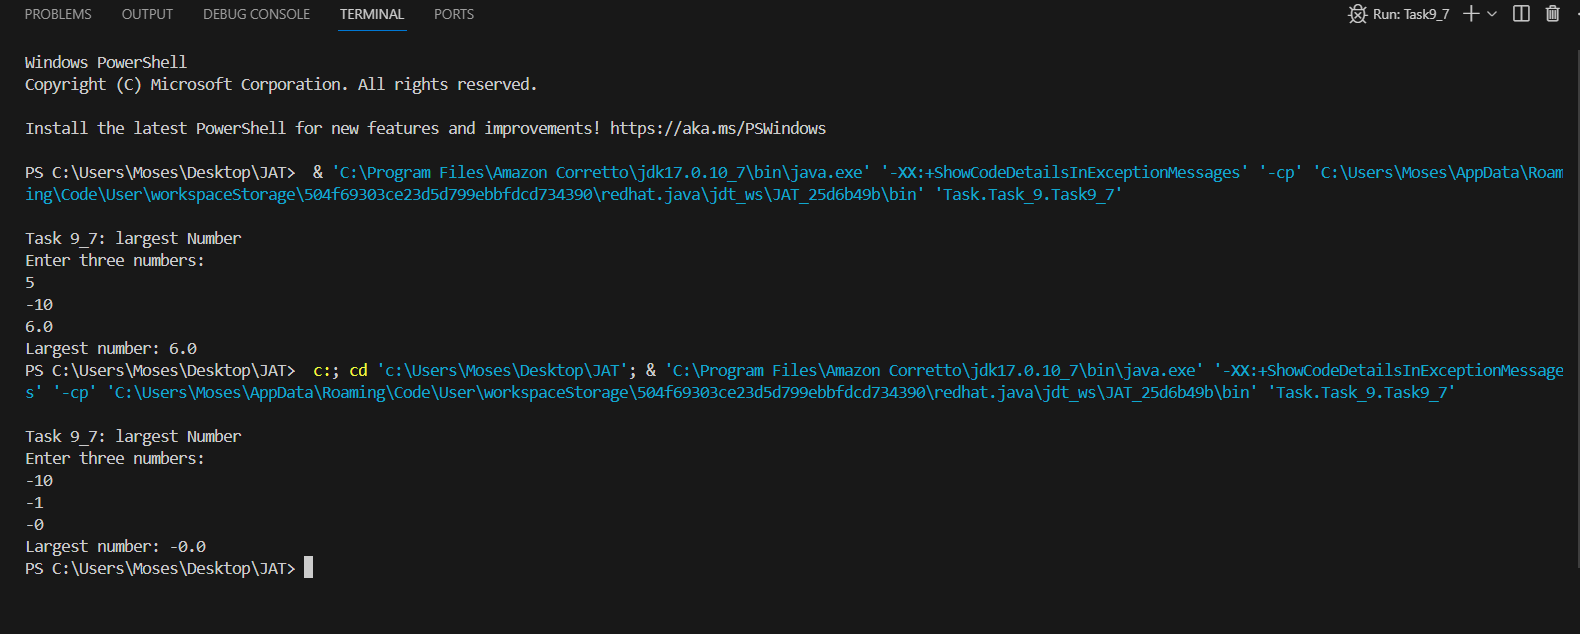 PROBLEMS OUTPUT DEBUG CONSOLE TERMINAL PORTS Run: Task9_7
Windows PowerShell
Copyright (C) Microsoft Corporation. All rights reserved.
Install the latest PowerShell for new features and improvements! https://aka.ms/PSWindows
PS C:\Users\Moses\Desktop\JAT>  & 'C:\Program Files\Amazon Corretto\jdk17.0.10_7\bin\java.exe' '-XX:+ShowCodeDetailsInExceptionMessages' '-cp' 'C:\Users\Moses\AppData\Roam
ing\Code\User\workspaceStorage\504f69303ce23d5d799ebbfdcd734390\redhat.java\jdt_ws\JAT_25d6b49b\bin' 'Task.Task_9.Task9_7'
Task 9_7: largest Number
Enter three numbers:
5
-10
6.0
Largest number: 6.0
PS C:\Users\Moses\Desktop\JAT>  c:; cd 'c:\Users\Moses\Desktop\JAT'; & 'C:\Program Files\Amazon Corretto\jdk17.0.10_7\bin\java.exe' '-XX:+ShowCodeDetailsInExceptionMessage
s' '-cp' 'C:\Users\Moses\AppData\Roaming\Code\User\workspaceStorage\504f69303ce23d5d799ebbfdcd734390\redhat.java\jdt_ws\JAT_25d6b49b\bin' 'Task.Task_9.Task9_7'
Task 9_7: largest Number
Enter three numbers:
-10
-1
-0
Largest number: -0.0
PS C:\Users\Moses\Desktop\JAT>